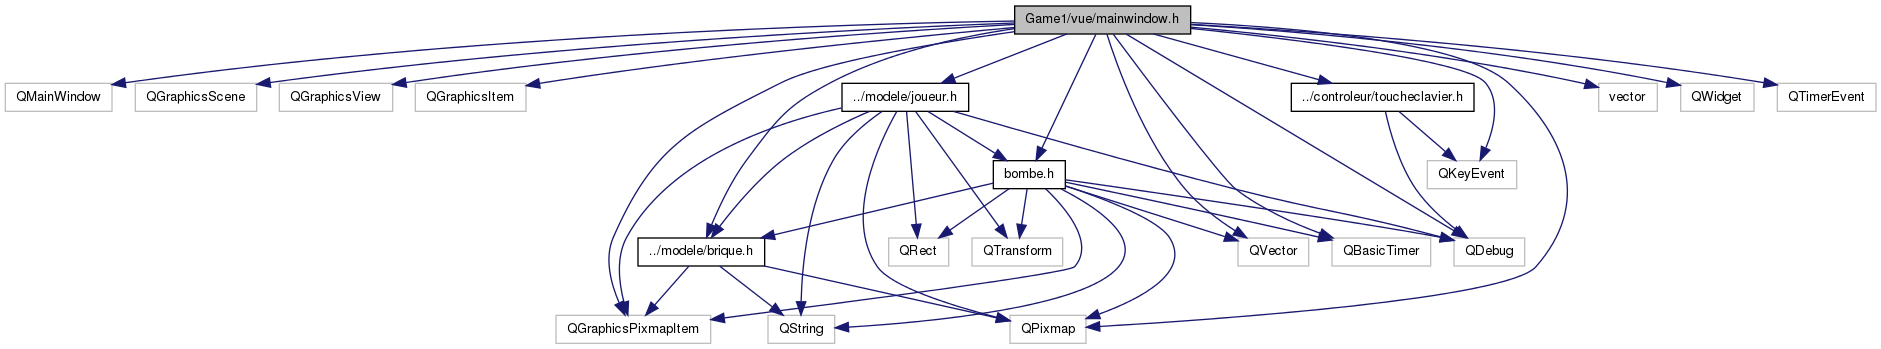 Game1/vue/mainwindow.h
QMainWindow
QGraphicsScene
QGraphicsView
QGraphicsItem
../modele/joueur.h
../controleur/toucheclavier.h
vector
QWidget
QTimerEvent
bombe.h
QKeyEvent
../modele/brique.h
QRect
QTransform
QVector
QBasicTimer
QDebug
QGraphicsPixmapItem
QString
QPixmap